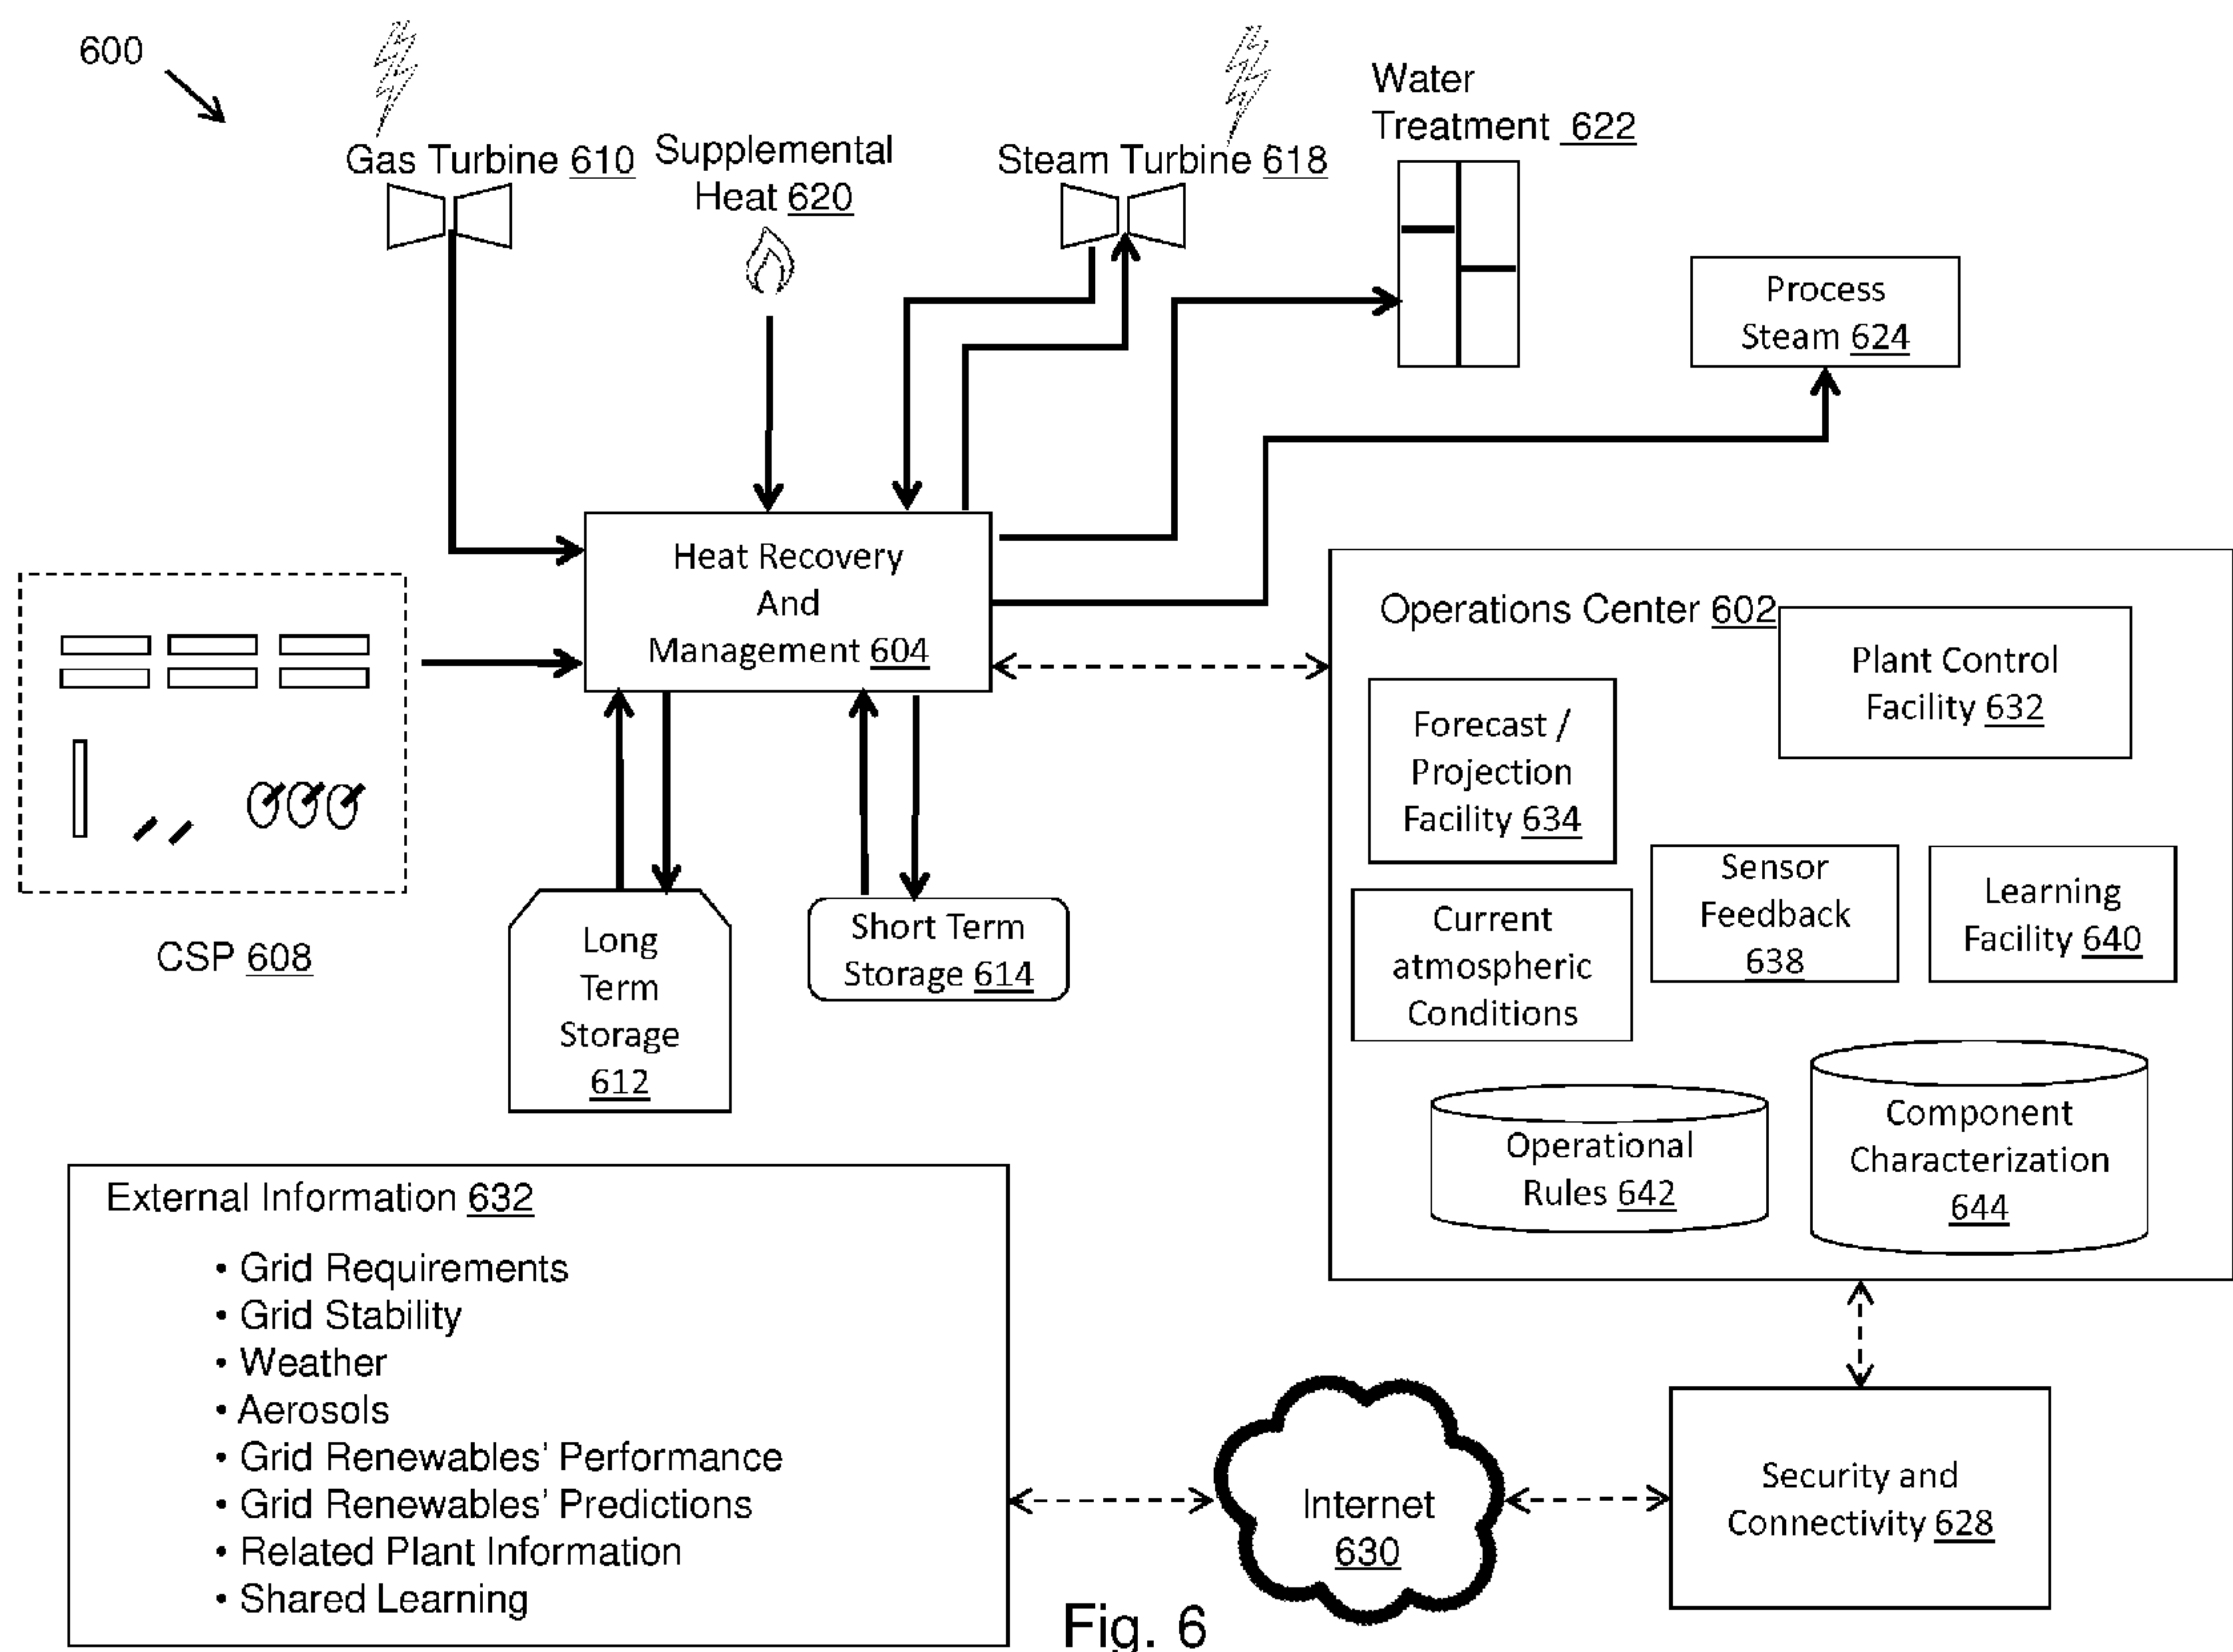 600
Gas Turbine 610
Supplemental
Heat 620
Steam Turbine 618
Water
Treatment 622
Process
Steam 624
Heat Recovery
And
Management 604
CSP 608
Long
Term
Storage
612
Short Term
Storage 614
Operations Center 602
Plant Control
Facility 632
Forecast /
Projection
Facility 634
Sensor
Feedback
638
Learning
Facility 640
Current
atmospheric
Conditions
Operational
Rules 642
Component
Characterization
644
External Information 632
• Grid Requirements
• Grid Stability
• Weather
• Aerosols
• Grid Renewables' Performance
• Grid Renewables' Predictions
• Related Plant Information
• Shared Learning
Internet
630
Security and
Connectivity 628
Fig. 6